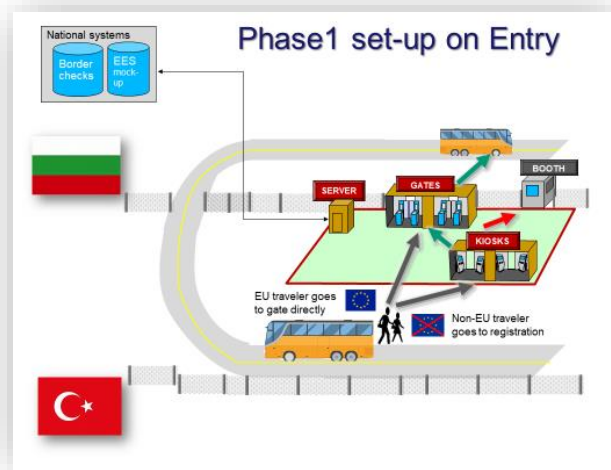 Phase1 set-up on Entry
National systems
Border
checks
EES
mock-
up
SERVER
GATES
BOOTH
KIOSKS
EU traveler goes
to gate directly
Non-EU traveler
goes to registration